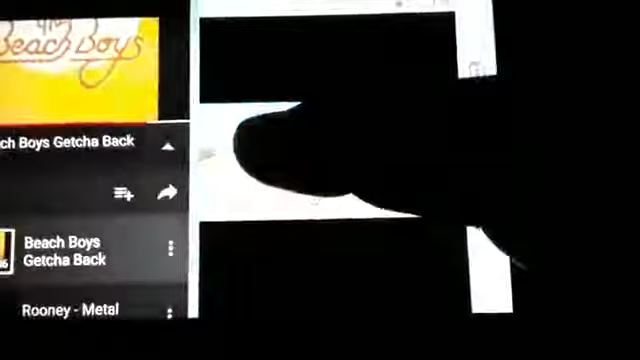 Beach Boys
ch Boys Getcha Back
Beach Boys
Getcha Back
Rooney - Metal